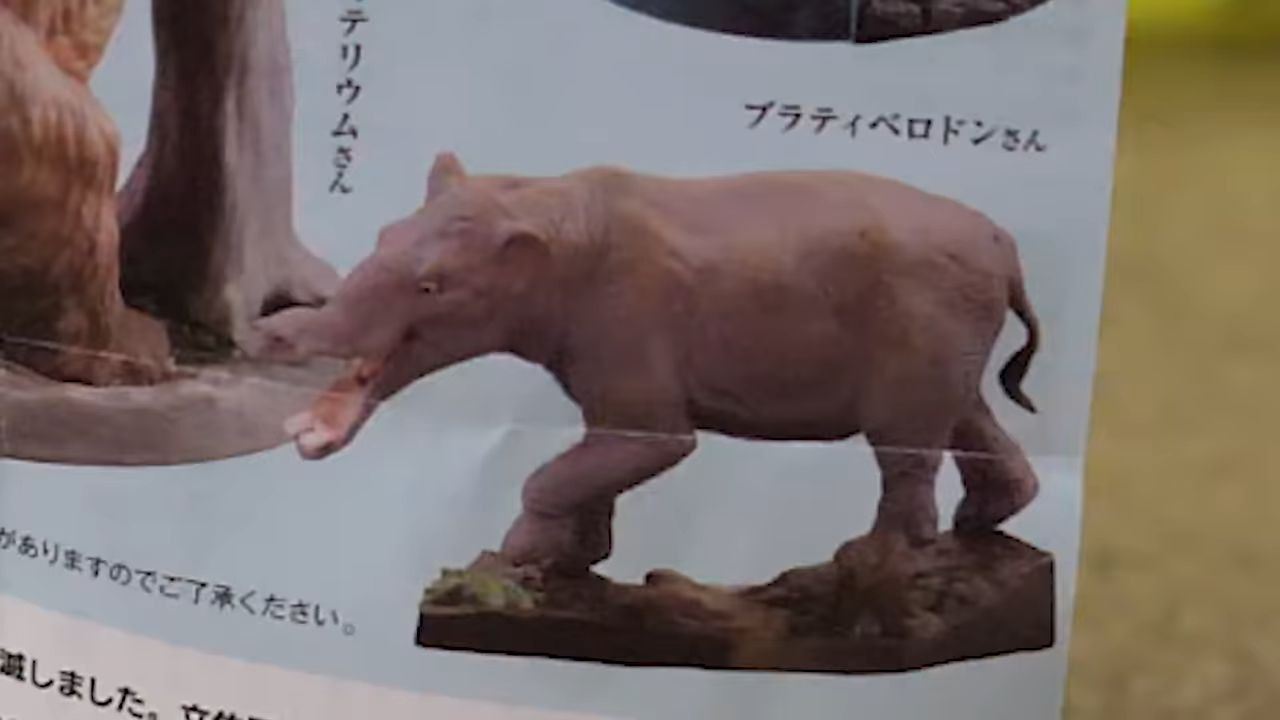 テリウムさん
プラティベロドンさん
がありますのでご了承ください。
滅しました。